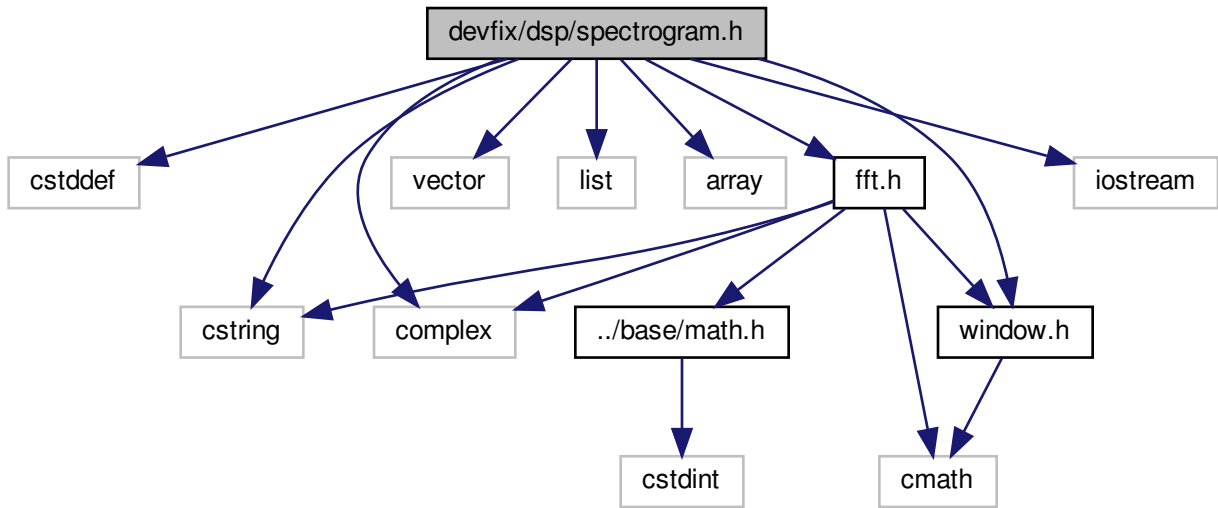 devfix/dsp/spectrogram.h
cstddef
vector
list
array
fft.h
iostream
cstring
complex
../base/math.h
window.h
cstdint
cmath